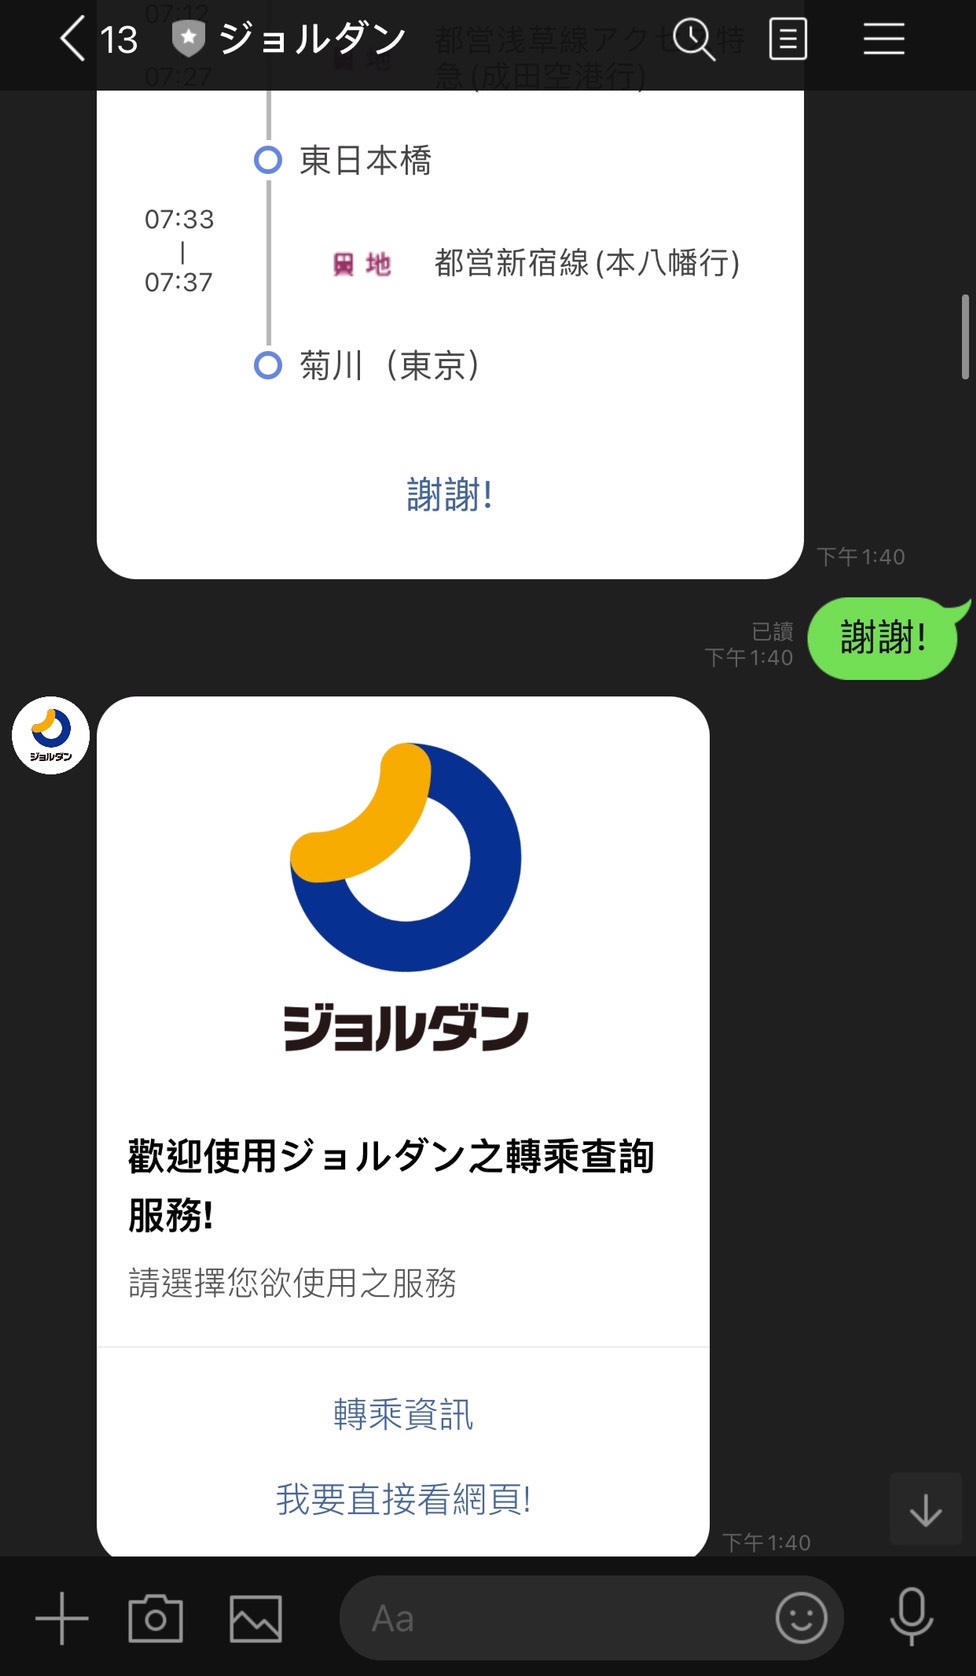 07:12
13 ジョルダン
都営浅草線アクセス特
07:27
急(成田空港行)
東日本橋
07:33
|
07:37
地
都営新宿線(本八幡行)
菊川（東京）
謝謝!
下午1:40
已讀
下午1:40
謝謝!
ジョルダン
ジョルダン
歡迎使用ジョルダン之轉乘查詢
服務!
請選擇您欲使用之服務
轉乘資訊
我要直接看網頁!
下午1:40
Aa